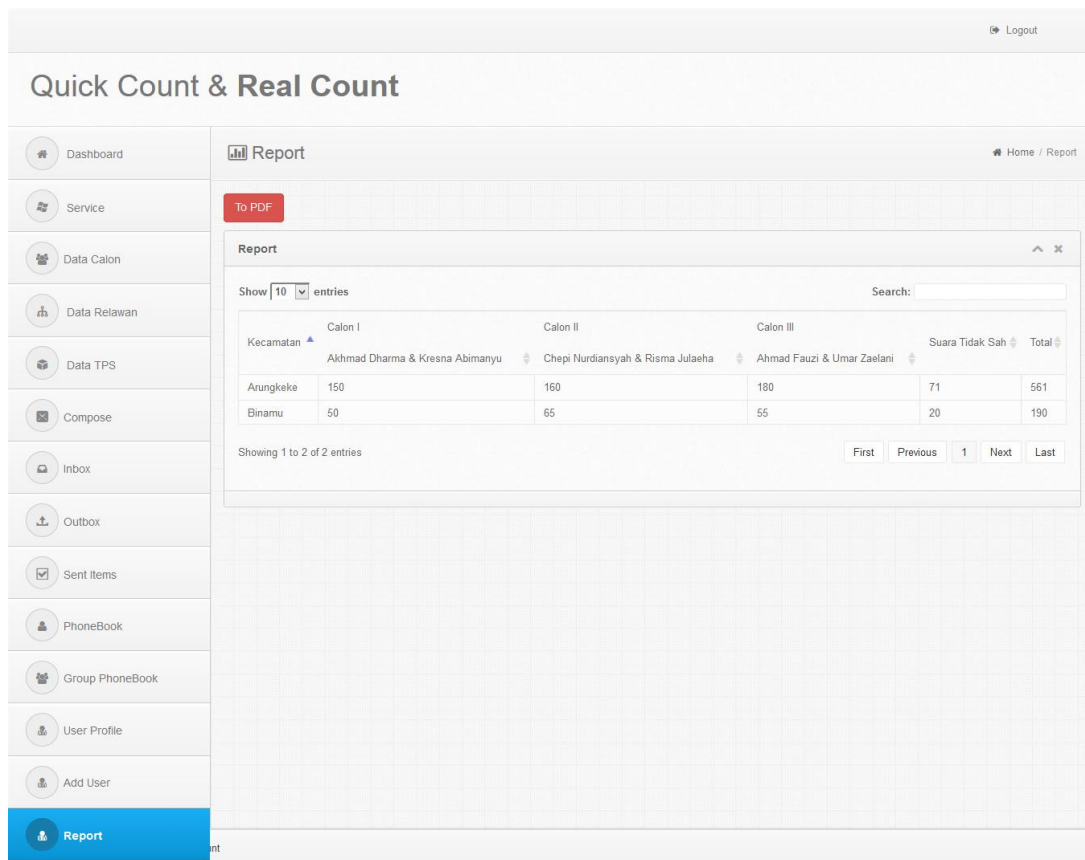 Logout
Quick Count & Real Count
Dashboard
Service
Data Calon
Data Relawan
Data TPS
Compose
Inbox
Outbox
Sent Items
PhoneBook
Group PhoneBook
User Profile
Add User
Report
Report
Home / Report
To PDF
Report
Show 10 entries
Search:
Kecamatan
Calon I
Akhmad Dharma & Kresna Abimanyu
Calon II
Chepi Nurdiansyah & Risma Julaeha
Calon III
Ahmad Fauzi & Umar Zaelani
Suara Tidak Sah
Total
Arungkeke 150 160 180 71 561
Binamu 50 65 55 20 190
Showing 1 to 2 of 2 entries
First Previous 1 Next Last